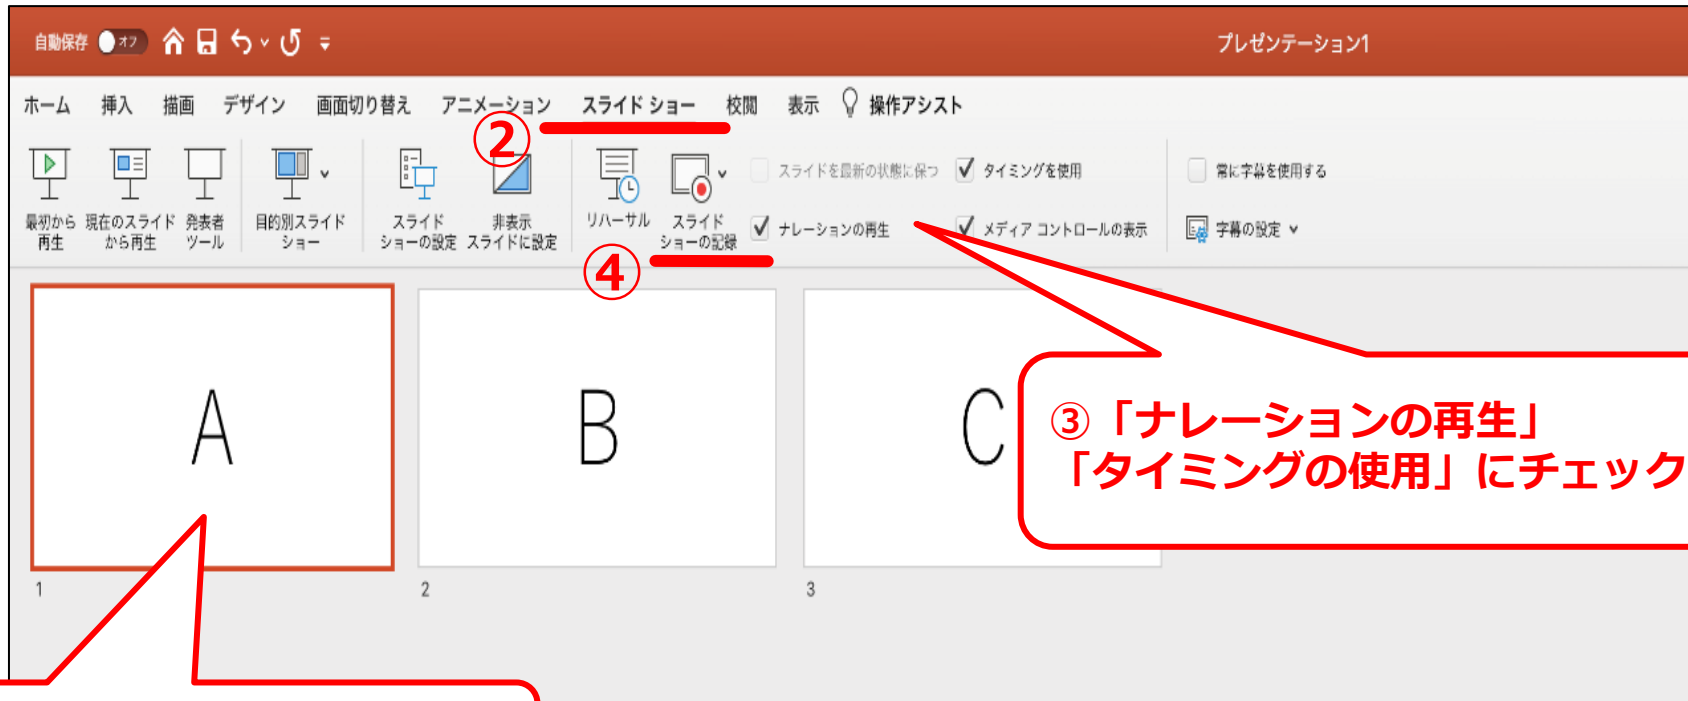 自動保存 オフ
プレゼンテーション1
ホーム 挿入 描画 デザイン 画面切り替え アニメーション スライド ショー 校閲 表示 操作アシスト
②
最初から
再生
現在のスライド
から再生
発表者
ツール
目的別スライド
ショー
スライド
ショーの設定
非表示
スライドに設定
リハーサル
スライド
ショーの記録
スライドを最新の状態に保つ
タイミングを使用
常に字幕を使用する
ナレーションの再生
メディア コントロールの表示
字幕の設定
④
A
B
C
③「ナレーションの再生」
「タイミングの使用」にチェック
1
2
3